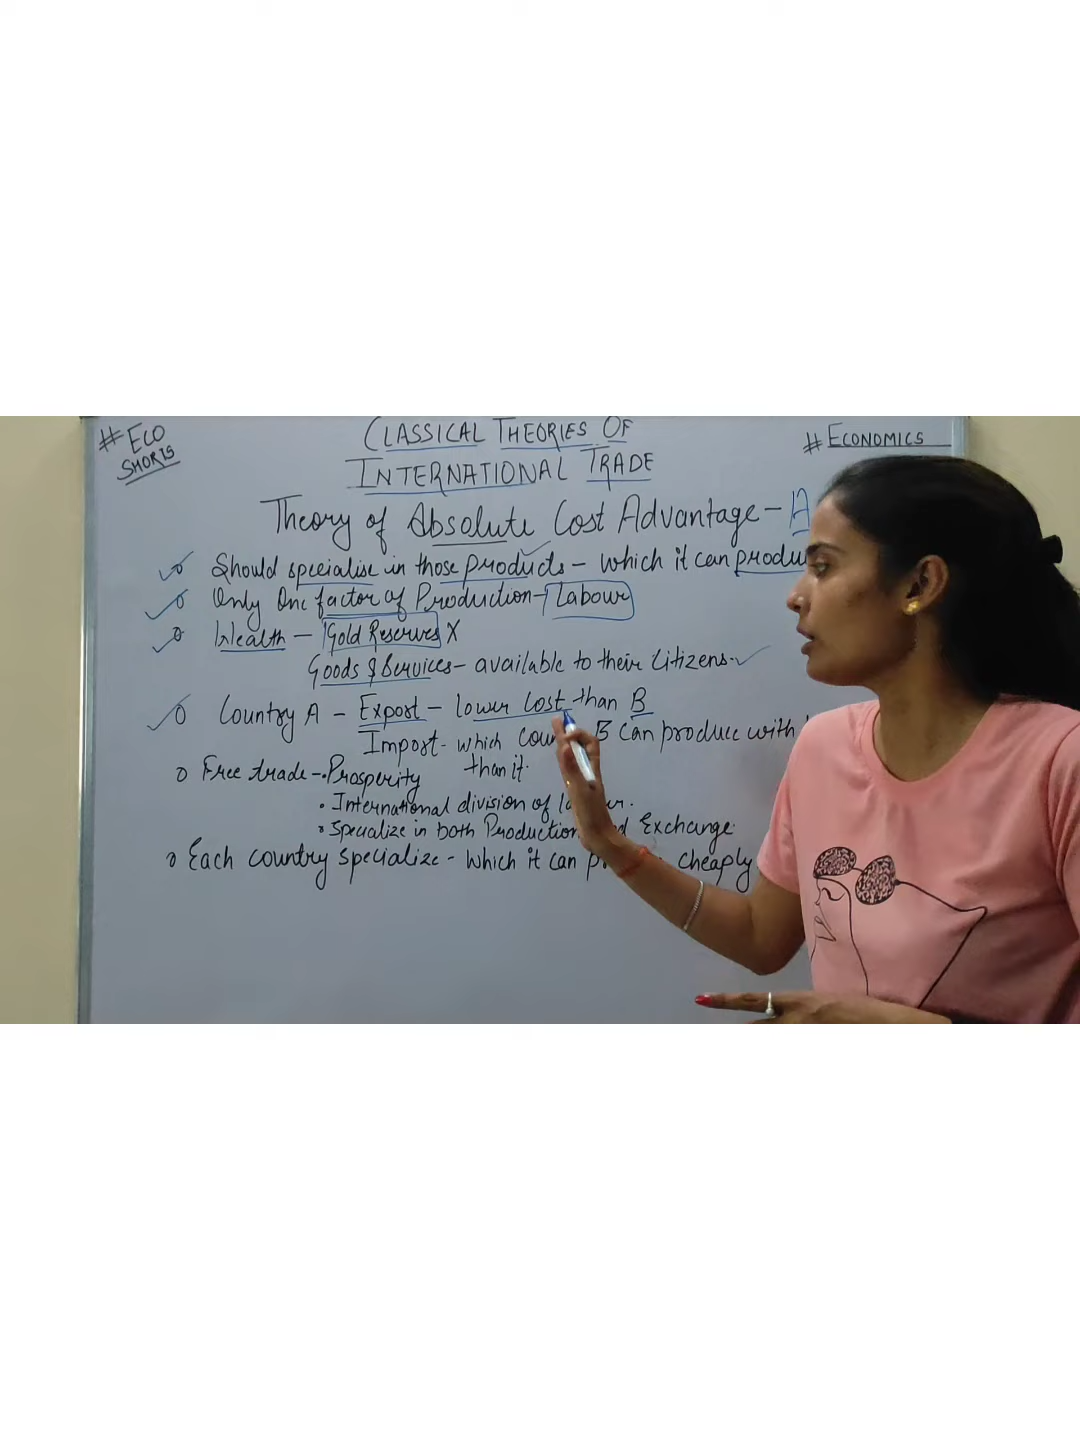 # ECO
SHORTS
CLASSICAL THEORIES OF
INTERNATIONAL TRADE
# ECONOMICS
Theory of Absolute Cost Advantage - A
Should specialise in those products - which it can produ
Only One factor of Production - Labour
Wealth - Gold Reserves X
Goods & Services - available to their Citizens.
Country A - Export - lower Cost than B
Import - which cou B can produce with
than it.
Free trade - • Prosperity
• International division of
• Specialize in both Production Exchange.
Each country specialize - which it can cheaply